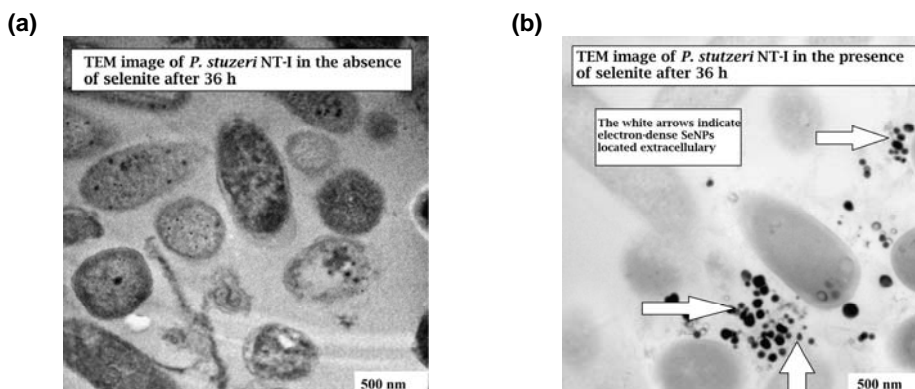 (a)
TEM image of P. stuzeri NT-I in the absence
of selenite after 36 h
500 nm
(b)
TEM image of P. stutzeri NT-I in the presence
of selenite after 36 h
The white arrows indicate
electron-dense SeNPs
located extracellulary
500 nm